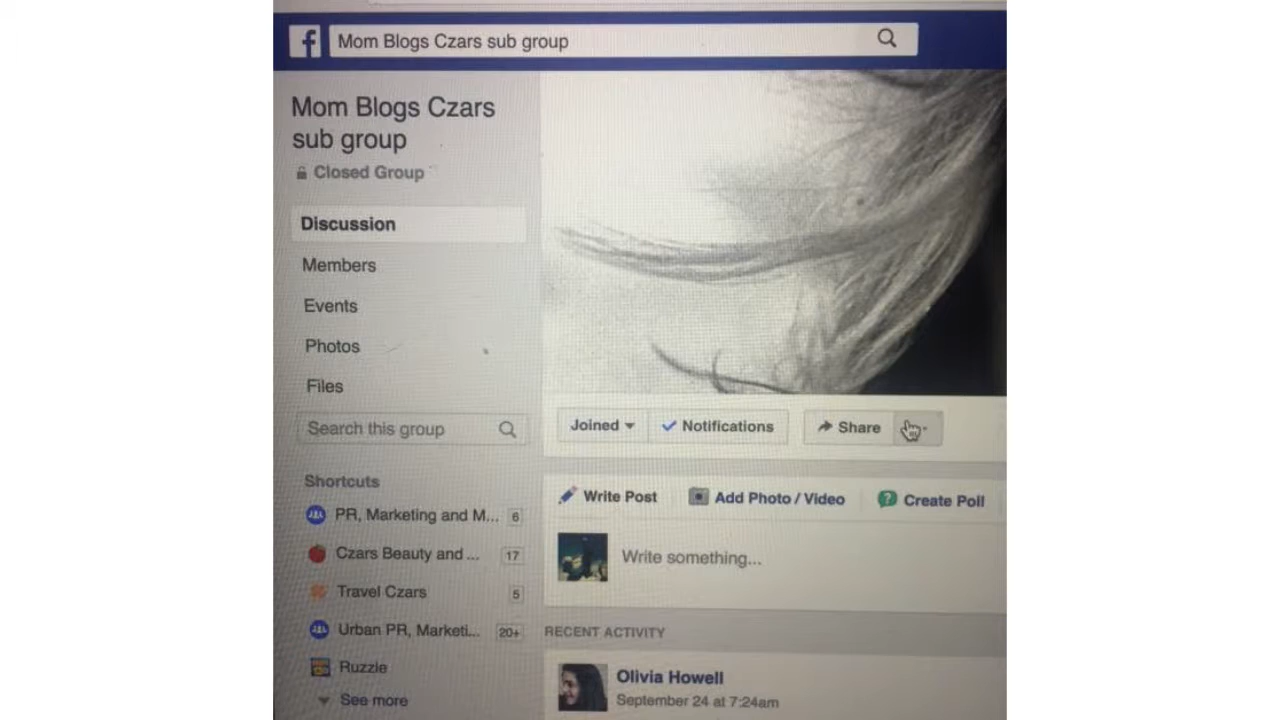 f Mom Blogs Czars sub group
Mom Blogs Czars
sub group
Closed Group
Discussion
Members
Events
Photos
Files
Search this group
Shortcuts
PR, Marketing and M... 6
Czars Beauty and ... 17
Travel Czars 5
Urban PR, Marketi... 20+
Ruzzle
See more
Joined Notifications Share
Write Post Add Photo / Video Create Poll
Write something...
RECENT ACTIVITY
Olivia Howell
September 24 at 7:24am